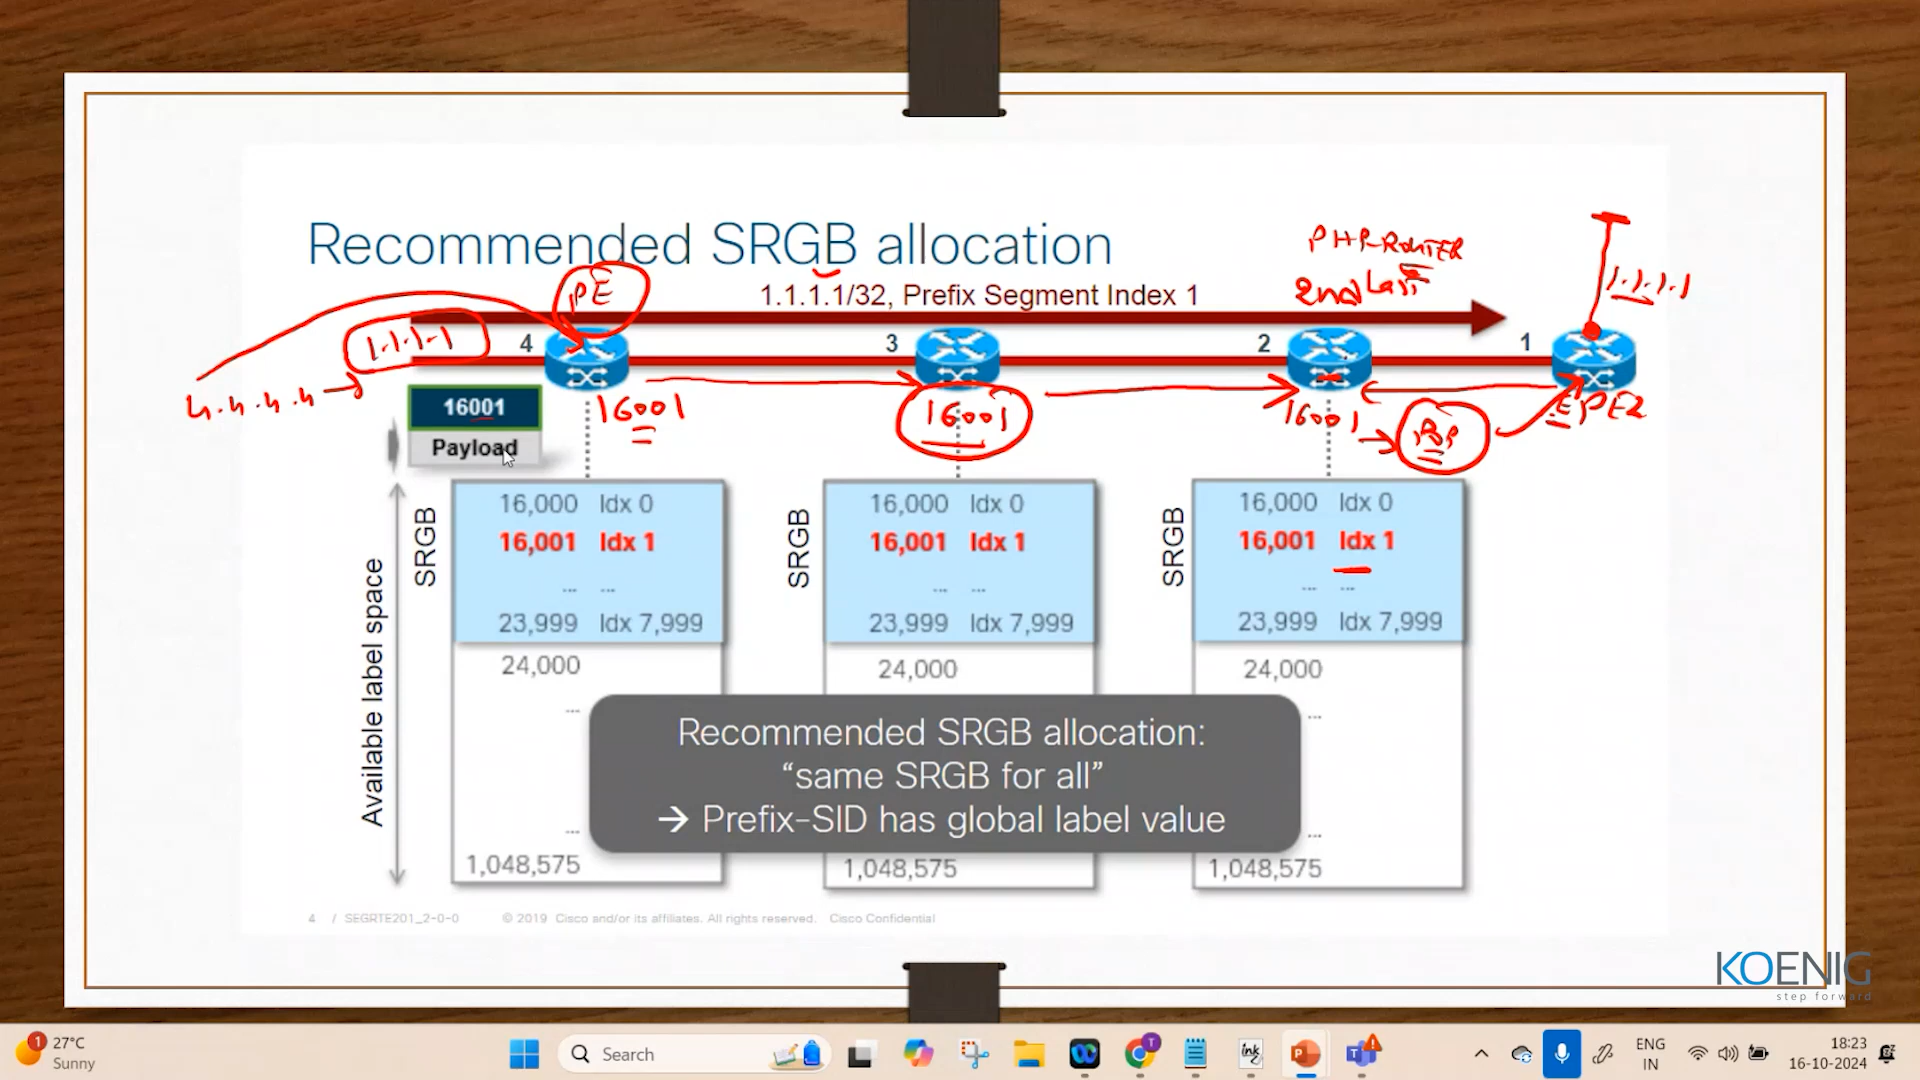 Recommended SRGB allocation
PHP ROUTER
2nd Last
PE
1.1.1.1/32, Prefix Segment Index 1
1.1.1.1
1.1.1.1
4
3
2
1
4.4.4.4
16001
Payload
16001
16001
16001
POP
EPE2
SRGB
16,000 Idx 0
16,001 Idx 1
... ...
23,999 Idx 7,999
24,000
...
...
1,048,575
SRGB
16,000 Idx 0
16,001 Idx 1
... ...
23,999 Idx 7,999
24,000
1,048,575
SRGB
16,000 Idx 0
16,001 Idx 1
... ...
23,999 Idx 7,999
24,000
...
...
1,048,575
Available label space
Recommended SRGB allocation:
“same SRGB for all”
→ Prefix-SID has global label value
4 / SEGRTE201_2-0-0 © 2019 Cisco and/or its affiliates. All rights reserved. Cisco Confidential
KOENIG
step forward
1
27°C
Sunny
Search
ink
ENG
IN
18:23
16-10-2024